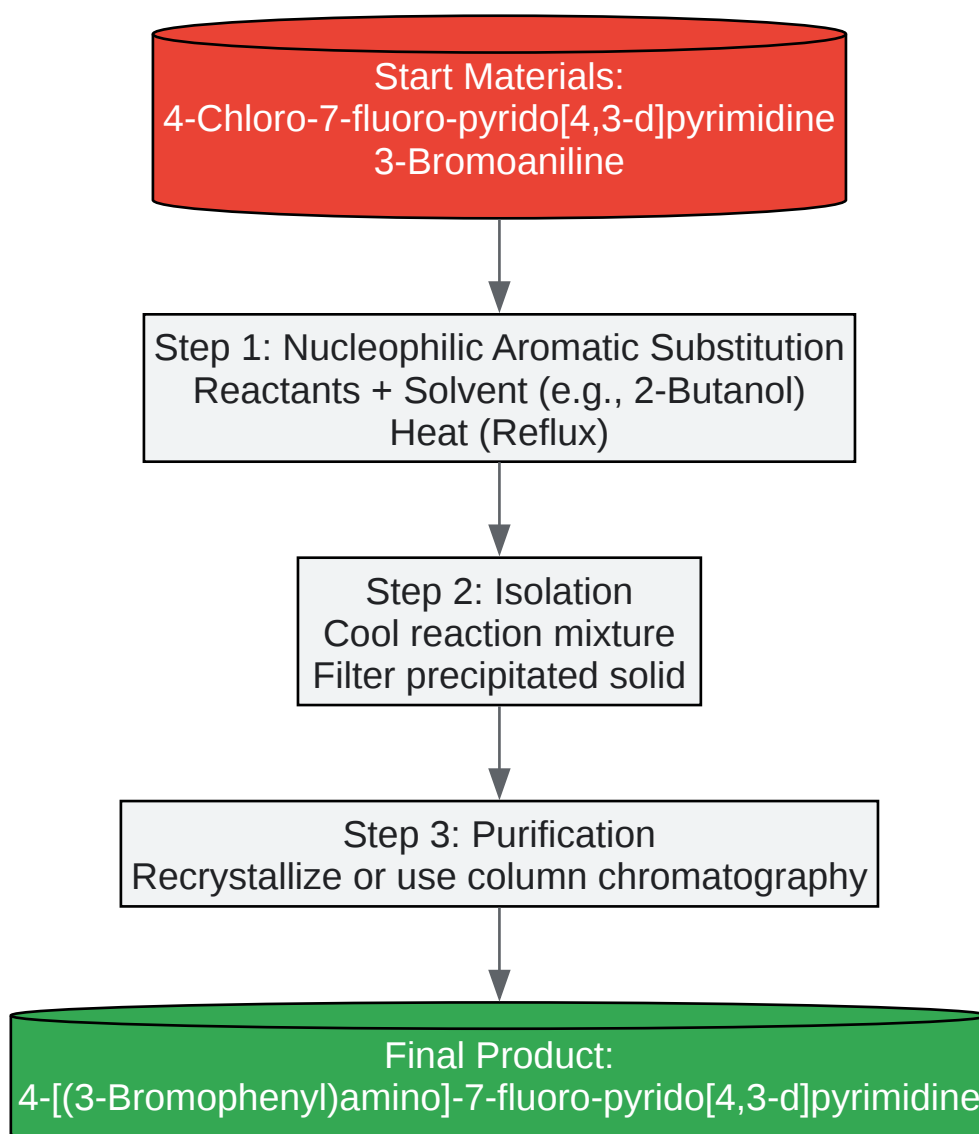 Start Materials:
4-Chloro-7-fluoro-pyrido[4,3-d]pyrimidine
3-Bromoaniline
Step 1: Nucleophilic Aromatic Substitution
Reactants + Solvent (e.g., 2-Butanol)
Heat (Reflux)
Step 2: Isolation
Cool reaction mixture
Filter precipitated solid
Step 3: Purification
Recrystallize or use column chromatography
Final Product:
4-[(3-Bromophenyl)amino]-7-fluoro-pyrido[4,3-d]pyrimidine